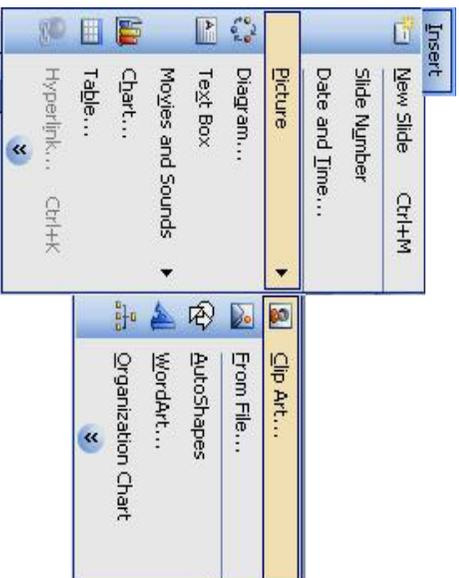 Insert
New Slide Ctrl+M
Slide Number
Date and Time...
Picture
Diagram...
Text Box
Movies and Sounds
Chart...
Table...
Hyperlink... Ctrl+K
Clip Art...
From File...
AutoShapes
WordArt...
Organization Chart